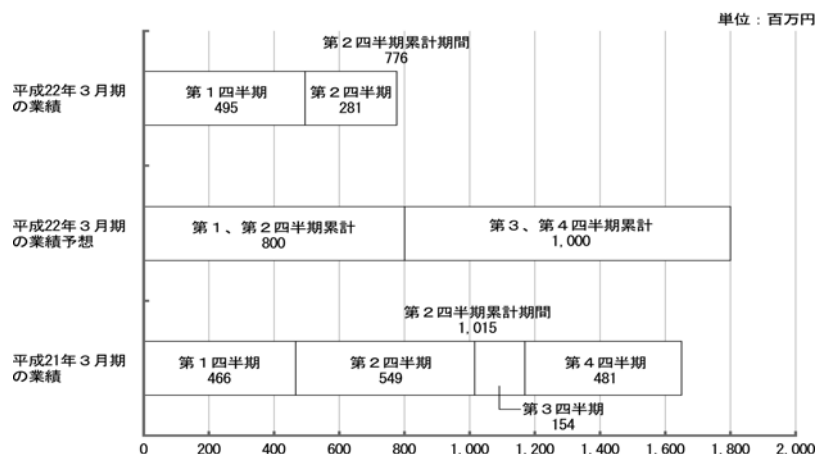 単位：百万円
第２四半期累計期間
776
平成22年３月期
の業績
第１四半期
495
第２四半期
281
平成22年３月期
の業績予想
第１、第２四半期累計
800
第３、第４四半期累計
1,000
第２四半期累計期間
1,015
平成21年３月期
の業績
第１四半期
466
第２四半期
549
第４四半期
481
第３四半期
154
0 200 400 600 800 1,000 1,200 1,400 1,600 1,800 2,000